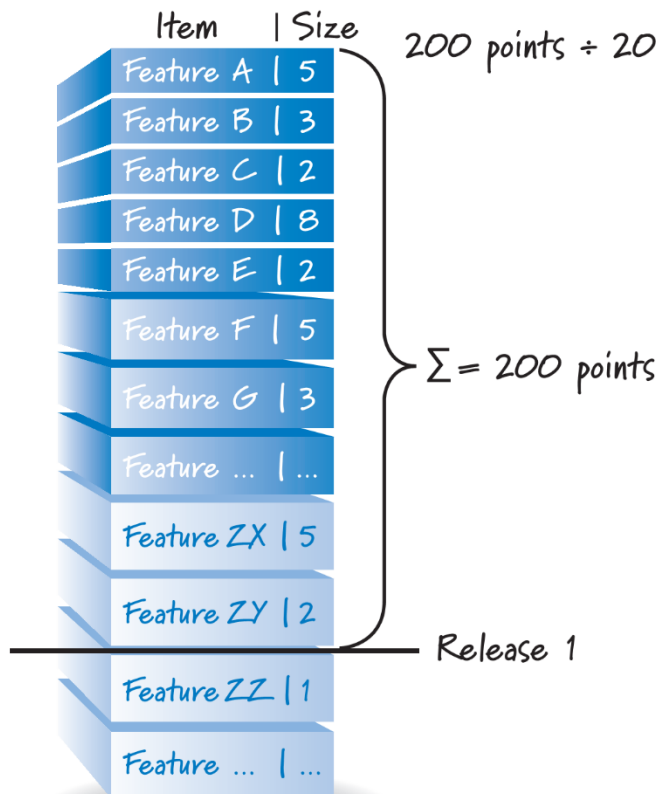 Item | Size
200 points ÷ 20
Feature A | 5
Feature B | 3
Feature C | 2
Feature D | 8
Feature E | 2
Feature F | 5
Feature G | 3
Feature ... | ...
Feature ZX | 5
Feature ZY | 2
Σ = 200 points
Release 1
Feature ZZ | 1
Feature ... | ...